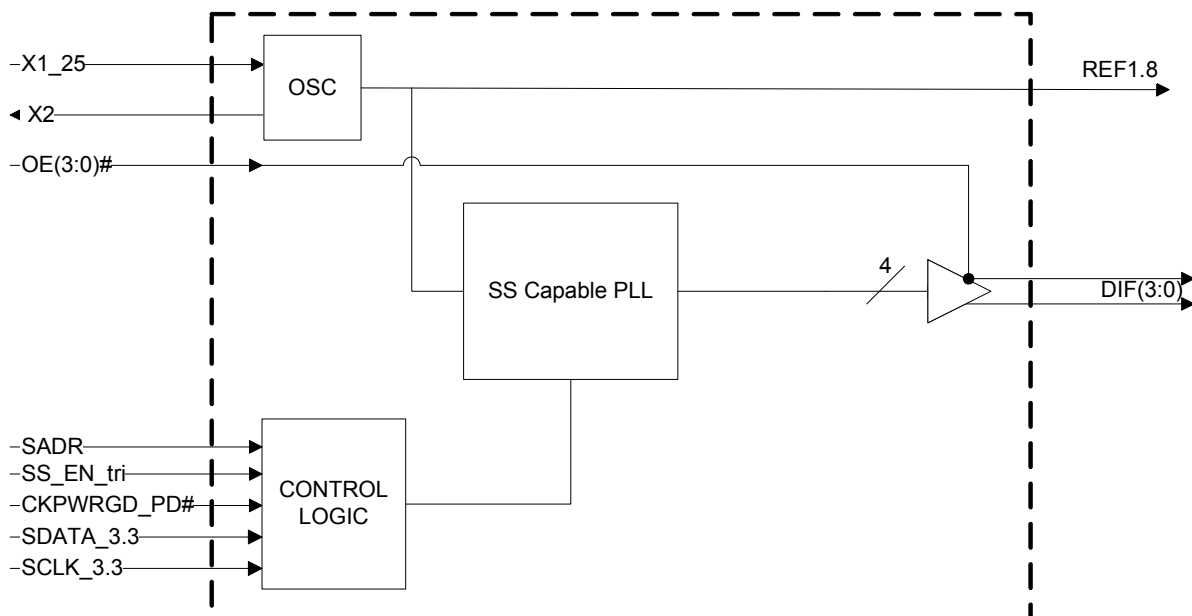 X1_25
OSC
REF1.8
X2
OE(3:0)#
4
SS Capable PLL
DIF(3:0)
SADR
SS_EN_tri
CKPWRGD_PD#
SDATA_3.3
SCLK_3.3
CONTROL
LOGIC